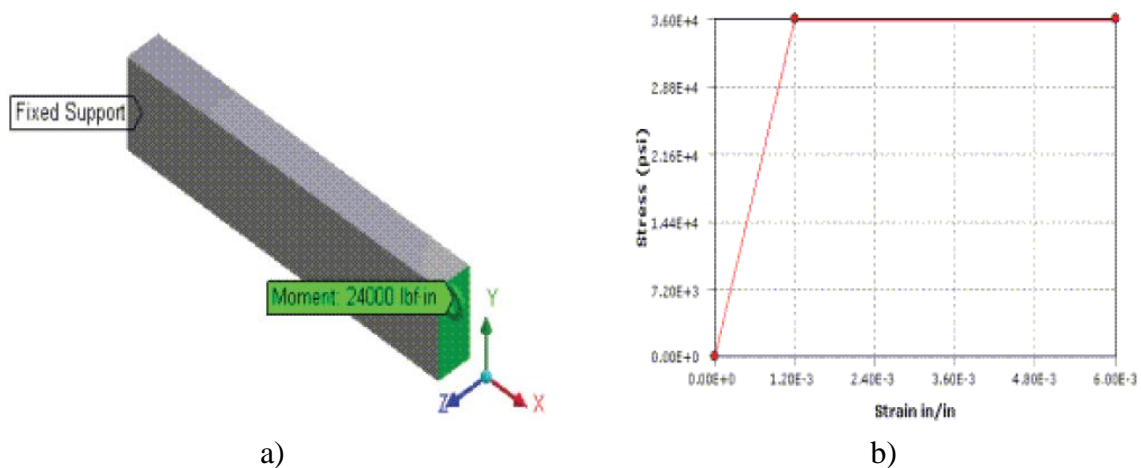 Fixed Support
Moment: 24000 lbf·in
Y
Z
X
a)
3.60E+4
2.88E+4
2.16E+4
1.44E+4
7.20E+3
0.00E+0
Stress (psi)
0.00E+0 1.20E-3 2.40E-3 3.60E-3 4.80E-3 6.00E-3
Strain in/in
b)